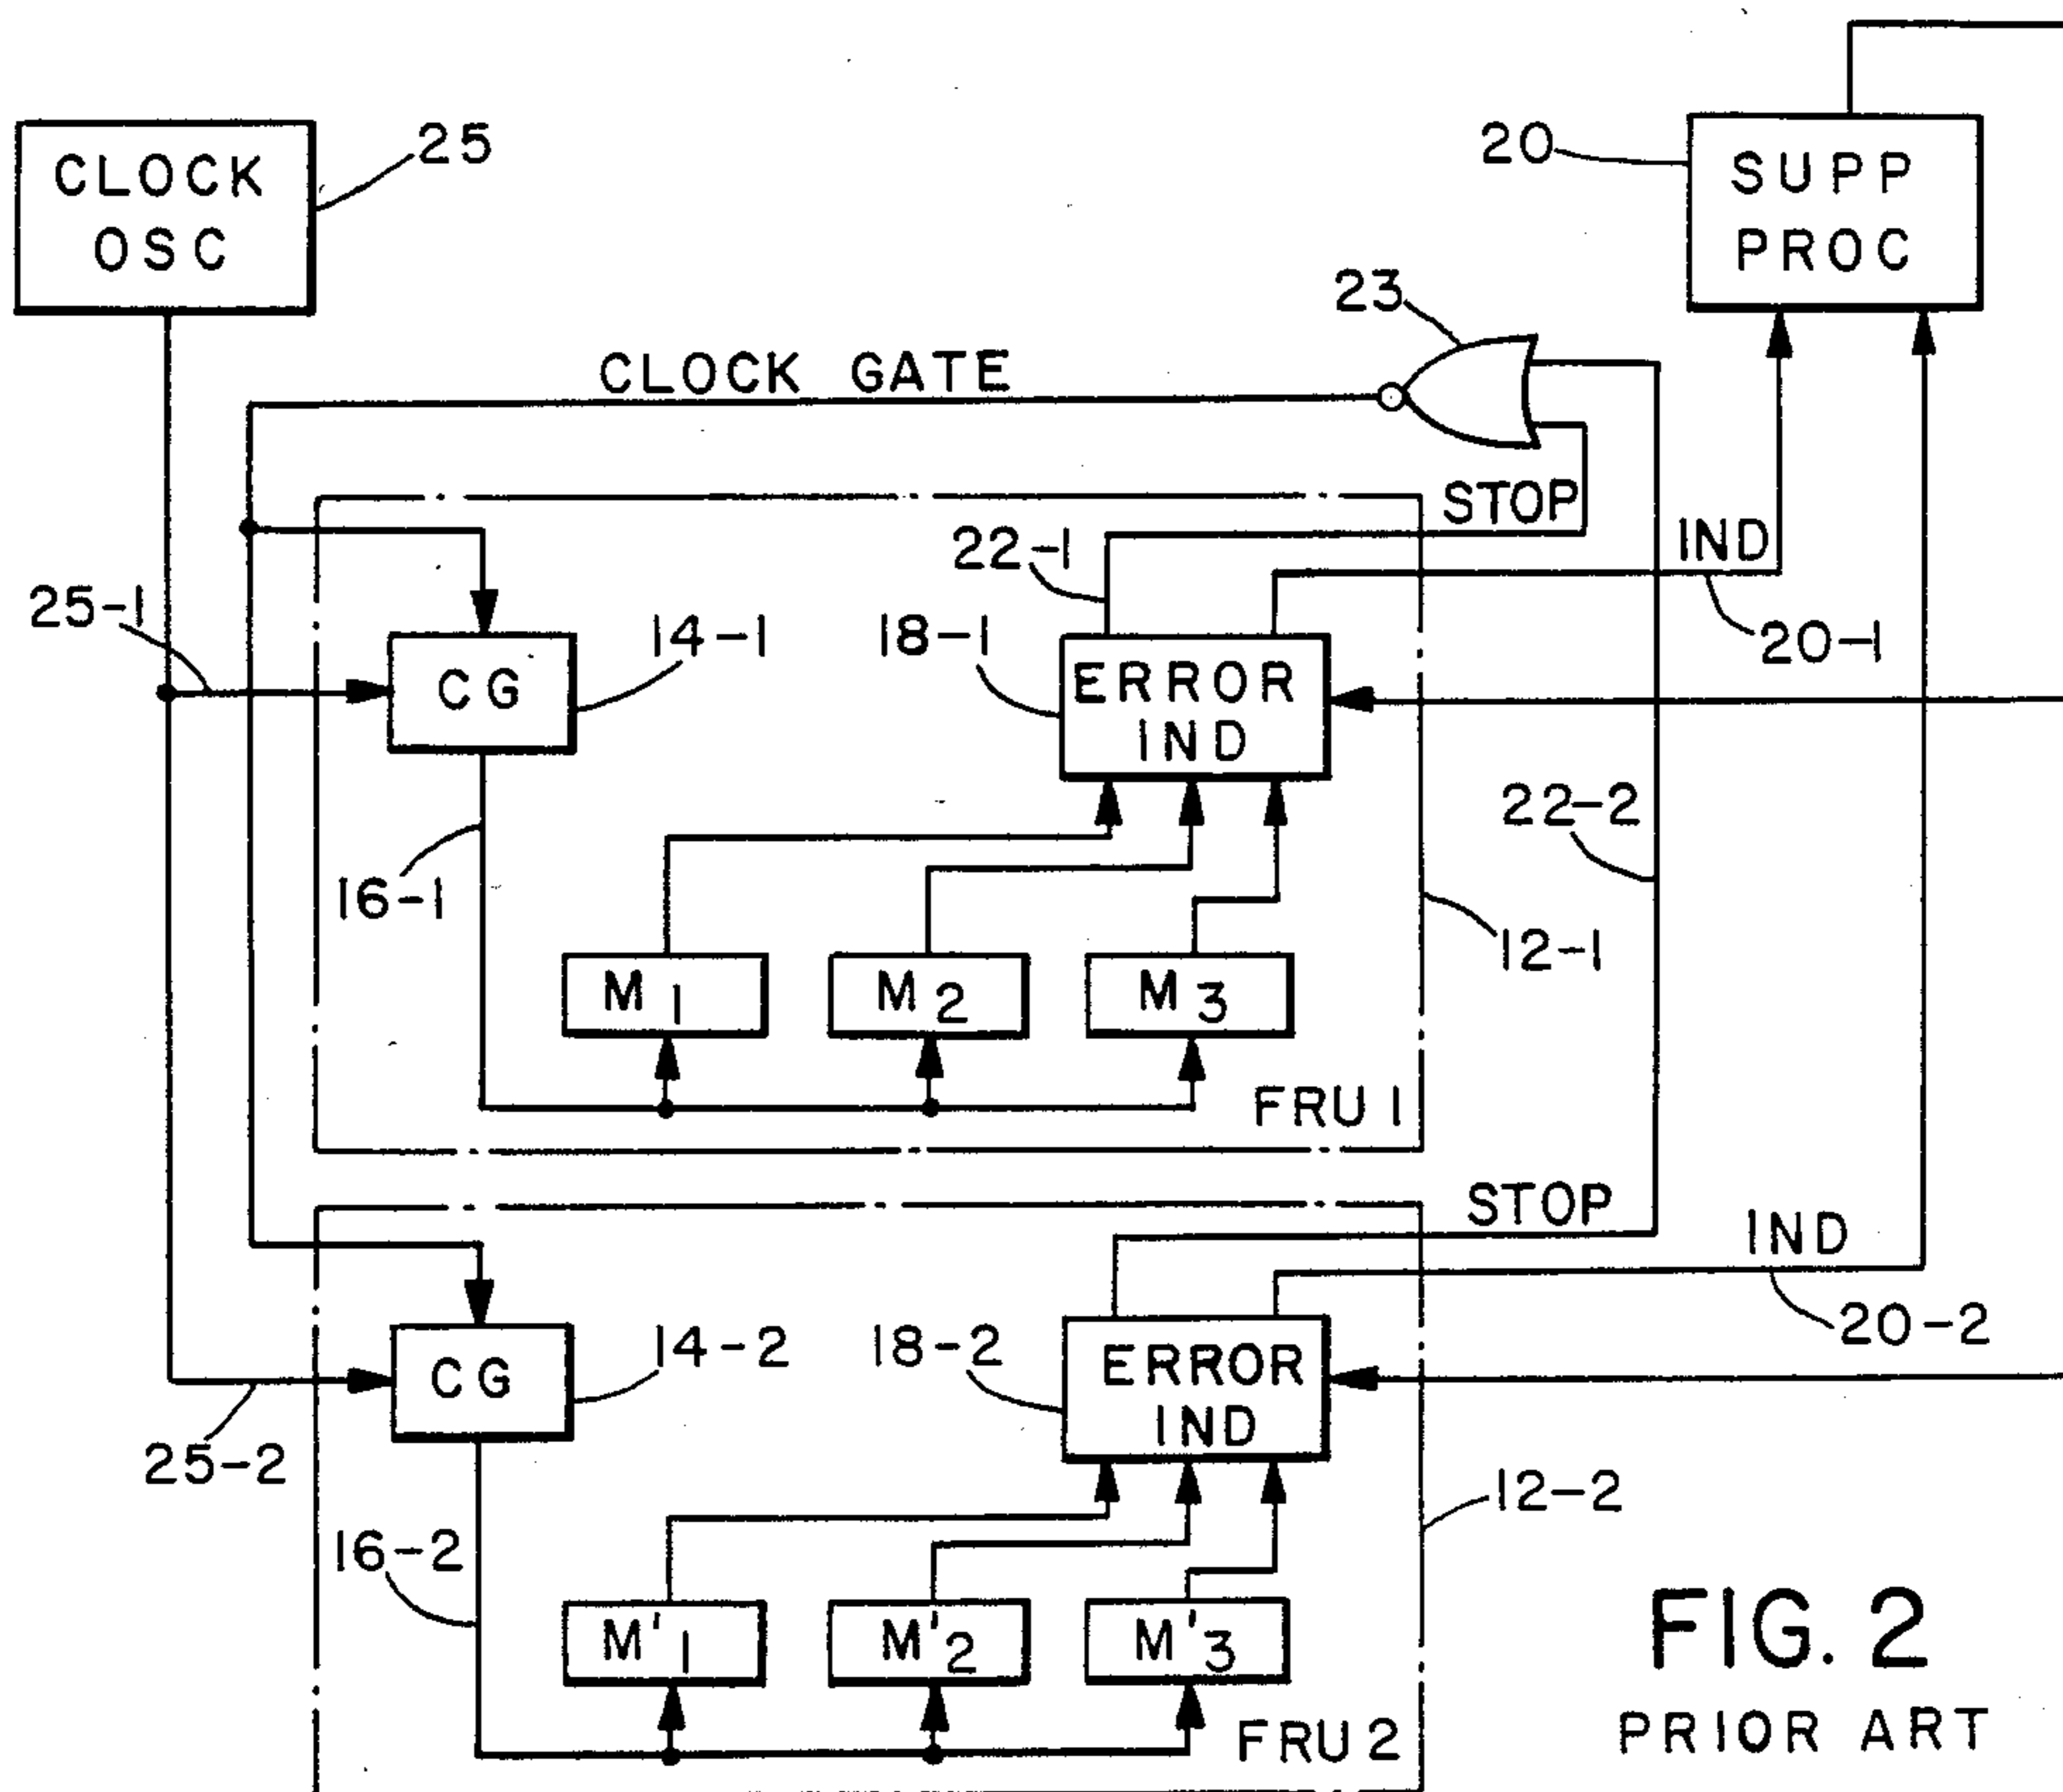 CLOCK
OSC
25
20
SUPP
PROC
23
CLOCK GATE
STOP
22-1
IND
25-1
14-1
18-1
20-1
CG
ERROR
IND
22-2
16-1
12-1
M1
M2
M3
FRU 1
STOP
IND
14-2
18-2
20-2
CG
ERROR
IND
25-2
12-2
16-2
M'1
M'2
M'3
FRU 2
FIG. 2
PRIOR ART